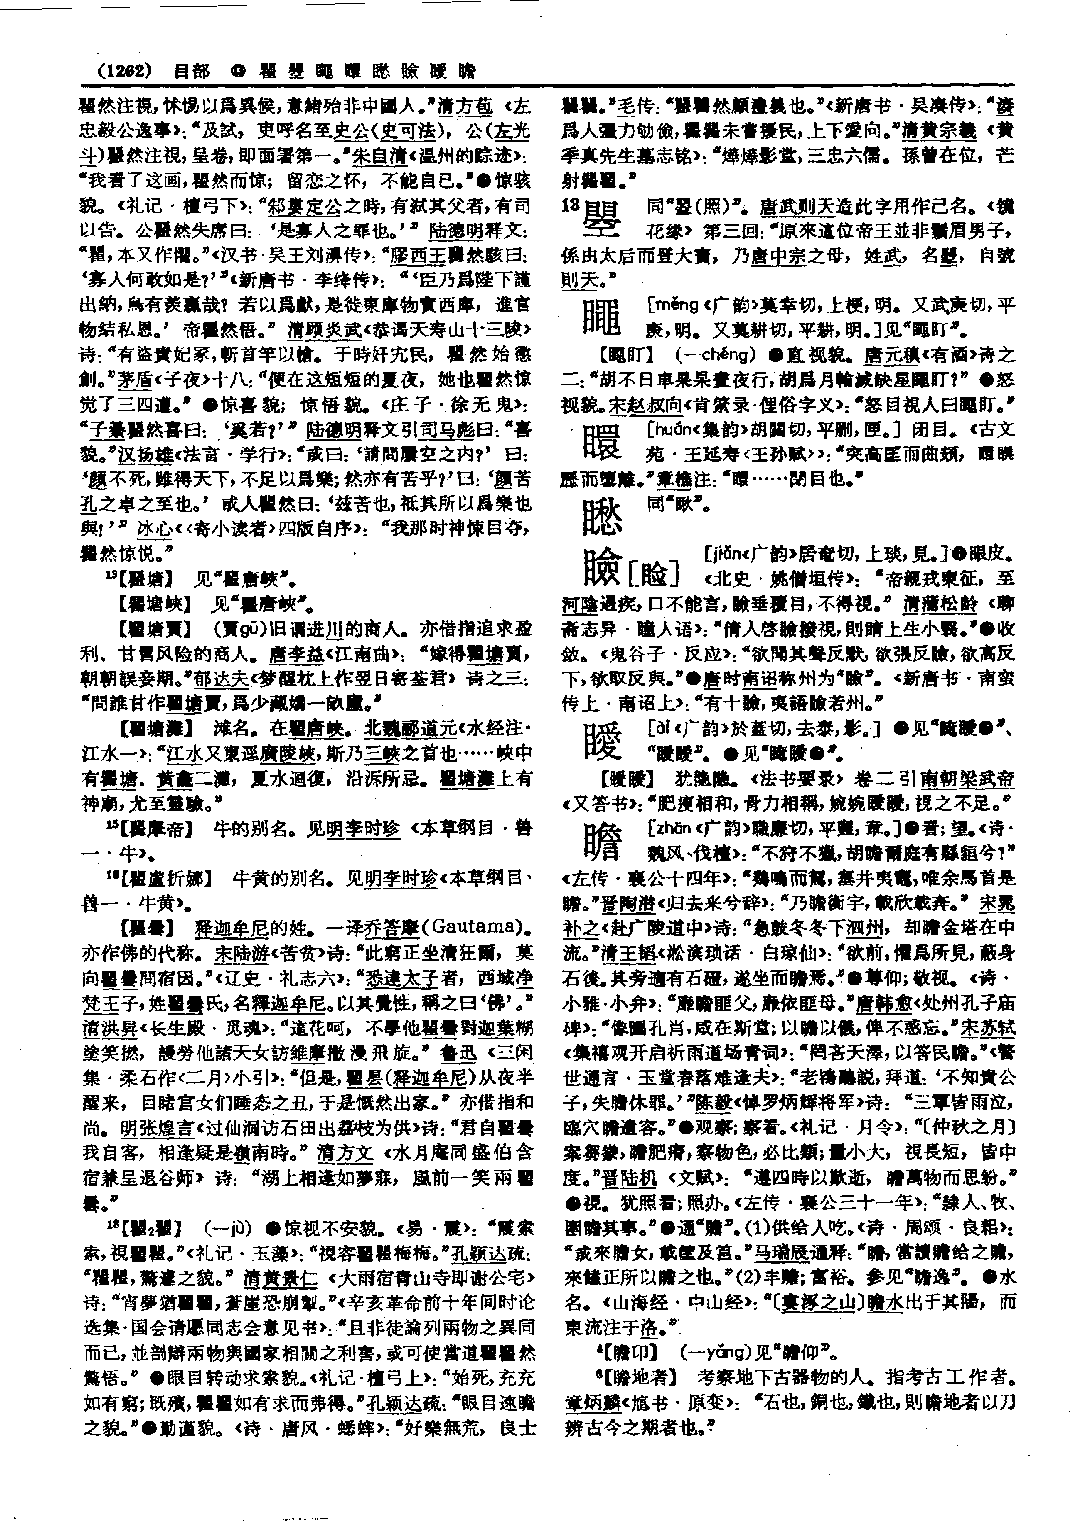 (1262) 目部 ⑬ 瞿 曌 鼆 瞏 矁 瞼 曖 瞻
瞿然注視，怵惕以爲異候，意緒殆非中國人。”清方苞《左
忠毅公逸事》：“及試，吏呼名至史公(史可法)，公(左光
斗)瞿然注視，呈卷，即面署第一。”朱自清《温州的踪迹》：
“我看了这画，瞿然而惊；留恋之怀，不能自已。”❷惊骇
貌。《礼记·檀弓下》：“邾婁定公之時，有弑其父者，有司
以告。公瞿然失席曰：‘是寡人之罪也。’”陆德明释文：
“瞿，本又作懼。”《汉书·吴王刘濞传》：“膠西王瞿然駭曰：
‘寡人何敢如是？’”《新唐书·李绛传》：“‘臣乃爲陛下謹
出納，烏有羨贏哉？若以爲獻，是徙東庫物實西庫，進官
物結私恩。’帝瞿然悟。”清顾炎武《恭谒天寿山十三陵》
诗：“有盜貴妃冢，斬首竿以槍。于時奸宄民，瞿然始懲
創。”茅盾《子夜》十八：“便在这短短的夏夜，她也瞿然惊
觉了三四遭。”❸惊喜貌；惊悟貌。《庄子·徐无鬼》：
“子綦瞿然喜曰：‘奚若？’”陆德明释文引司马彪曰：“喜
貌。”汉扬雄《法言·学行》：“或曰：‘請問屢空之内？’曰：
‘顔不死，雖得天下，不足以爲樂；然亦有苦乎？’曰：‘顔苦
孔之卓之至也。’或人瞿然曰：‘兹苦也，衹其所以爲樂也
與！’”冰心《〈寄小读者〉四版自序》：“我那时神悚目夺，
瞿然惊悦。”
¹³【瞿塘】 见“瞿唐峡”。
【瞿塘峡】 见“瞿唐峡”。
【瞿塘賈】 (賈gǔ)旧谓进川的商人。亦借指追求盈
利、甘冒风险的商人。唐李益《江南曲》：“嫁得瞿塘賈，
朝朝誤妾期。”郁达夫《梦醒枕上作翌日寄荃君》诗之三：
“問誰甘作瞿塘賈，爲少藏嬌一畝廬。”
【瞿塘灘】 滩名。在瞿唐峡。北魏郦道元《水经注·
江水一》：“江水又東逕廣陵峽，斯乃三峽之首也……峽中
有瞿塘、黄龕二灘，夏水迴復，沿泝所忌。瞿塘灘上有
神廟，尤至靈驗。”
¹⁵【瞿摩帝】 牛的别名。见明李时珍《本草纲目·兽
一·牛》。
¹⁶【瞿盧折娜】 牛黄的别名。见明李时珍《本草纲目·
兽一·牛黄》。
【瞿曇】 释迦牟尼的姓。一译乔答摩(Gautama)。
亦作佛的代称。宋陆游《苦贫》诗：“此窮正坐清狂爾，莫
向瞿曇問宿因。”《辽史·礼志六》：“悉達太子者，西域净
梵王子，姓瞿曇氏，名釋迦牟尼。以其覺性，稱之曰‘佛’。”
清洪昇《长生殿·觅魂》：“這花呵，不學他瞿曇對迦葉糊
塗笑撚，謾勞他諸天女訪維摩撒漫飛旋。”鲁迅《三闲
集·柔石作〈二月〉小引》：“但是，瞿昙(释迦牟尼)从夜半
醒来，目睹宫女们睡态之丑，于是慨然出家。”亦借指和
尚。明张煌言《过仙洞访石田出荔枝为供》诗：“君自瞿曇
我自客，相逢疑是嶺南時。”清方文《水月庵同盛伯含
宿兼呈退谷师》诗：“湖上相逢如夢寐，風前一笑兩瞿
曇。”
¹⁸【瞿₂瞿】 (—jù) ❶惊视不安貌。《易·震》：“震索
索，視瞿瞿。”《礼记·玉藻》：“視容瞿瞿梅梅。”孔颖达疏：
“瞿瞿，驚遽之貌。”清黄景仁《大雨宿青山寺即谢公宅》
诗：“宵夢猶瞿瞿，蒼崖恐崩掣。”《辛亥革命前十年间时论
选集·国会请愿同志会意见书》：“且非徒論列兩物之異同
而已，並剖辯兩物與國家相關之利害，或可使當道瞿瞿然
驚悟。”❷眼目转动求索貌。《礼记·檀弓上》：“始死，充充
如有窮；既殯，瞿瞿如有求而弗得。”孔颖达疏：“眼目速瞻
之貌。”❸勤谨貌。《诗·唐风·蟋蟀》：“好樂無荒，良士
瞿瞿。”毛传：“瞿瞿然顧禮義也。”《新唐书·吴凑传》：“湊
爲人强力劬儉，瞿瞿未嘗擾民，上下愛向。”清黄宗羲《黄
季真先生墓志铭》：“燁燁影堂，三忠六儒。孫曾在位，芒
射瞿瞿。”
13曌 同“曌(照)”。唐武则天造此字用作己名。《镜
花缘》第三回：“原來這位帝王並非鬚眉男子，
係由太后而登大寶，乃唐中宗之母，姓武，名曌，自號
則天。”
鼆 [měng《广韵》莫幸切，上梗，明。又武庚切，平
庚，明。又莫耕切，平耕，明。]见“鼆盯”。
【鼆盯】 (—chéng) ❶直视貌。唐元稹《有酒》诗之
二：“胡不日車杲杲晝夜行，胡爲月輪滅缺星鼆盯？”❷怒
视貌。宋赵叔向《肯綮录·俚俗字义》：“怒目視人曰鼆盯。”
瞏 [huán《集韵》胡關切，平删，匣。]闭目。《古文
苑·王延寿〈王孙赋〉》：“突高匡而曲頞，瞏睽
歷而隳離。”章樵注：“瞏……閉目也。”
矁 同“瞅”。
瞼[睑] [jiǎn《广韵》居奄切，上琰，見。]❶眼皮。
《北史·姚僧垣传》：“帝親戎東征，至
河陰遇疾，口不能言，瞼垂覆目，不得視。”清蒲松龄《聊
斋志异·瞳人语》：“倩人啓瞼撥視，則睛上生小翳。”❷收
敛。《鬼谷子·反应》：“欲聞其聲反默，欲張反瞼，欲高反
下，欲取反與。”❸唐时南诏称州为“瞼”。《新唐书·南蛮
传上·南诏上》：“有十瞼，夷語瞼若州。”
曖 [ài《广韵》於蓋切，去泰，影。] ❶见“晻曖❶”、
“曖曖”。❷见“晻曖❷”。
【曖曖】 犹隐隐。《法书要录》卷二引南朝梁武帝
《又答书》：“肥瘦相和，骨力相稱，婉婉曖曖，視之不足。”
瞻 [zhān《广韵》職廉切，平鹽，章。]❶看；望。《诗·
魏风·伐檀》：“不狩不獵，胡瞻爾庭有縣貆兮？”
《左传·襄公十四年》：“鷄鳴而駕，塞井夷竈，唯余馬首是
瞻。”晋陶潜《归去来兮辞》：“乃瞻衡宇，載欣載奔。”宋晁
补之《赴广陵道中》诗：“急鼓冬冬下泗州，却瞻金塔在中
流。”清王韬《淞滨琐话·白琼仙》：“欲前，懼爲所見，蔽身
石後。其旁適有石磴，遂坐而瞻焉。”❷尊仰；敬视。《诗·
小雅·小弁》：“靡瞻匪父，靡依匪母。”唐韩愈《处州孔子庙
碑》：“像圖孔肖，咸在斯堂；以瞻以儀，俾不惑忘。”宋苏轼
《集禧观开启祈雨道场青词》：“罔吝天澤，以答民瞻。”《警
世通言·玉堂春落难逢夫》：“老鴇聽説，拜道：‘不知貴公
子，失瞻休罪。’”陈毅《悼罗炳辉将军》诗：“三軍皆雨泣，
臨穴瞻遺容。”❸观察；察看。《礼记·月令》：“〔仲秋之月〕
案芻豢，瞻肥瘠，察物色，必比類；量小大，視長短，皆中
度。”晋陆机《文赋》：“遵四時以歎逝，瞻萬物而思紛。”
❹視。犹照看；照办。《左传·襄公三十一年》：“隸人、牧、
圉瞻其事。”❺通“贍”。(1)供给人吃。《诗·周颂·良耜》：
“或來瞻女，載筐及筥。”马瑞辰通释：“瞻，當讀贍给之贍，
來饁正所以贍之也。”(2)丰贍；富裕。参见“瞻逸”。❻水
名。《山海经·中山经》：“〔婁涿之山〕瞻水出于其陽，而
東流注于洛。”
⁴【瞻卬】 (—yǎng)见“瞻仰”。
⁶【瞻地者】 考察地下古器物的人。指考古工作者。
章炳麟《訄书·原变》：“石也，銅也，鐵也，則瞻地者以刀
辨古今之期者也。”